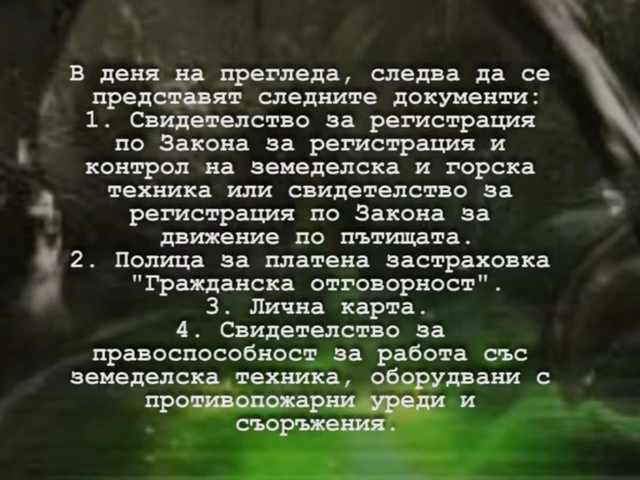 В деня на прегледа, следва да се
представят следните документи:
1. Свидетелство за регистрация
по Закона за регистрация и
контрол на земеделска и горска
техника или свидетелство за
регистрация по Закона за
движение по пътищата.
2. Полица за платена застраховка
"Гражданска отговорност".
3. Лична карта.
4. Свидетелство за
правоспособност за работа със
земеделска техника, оборудвани с
противопожарни уреди и
съоръжения.